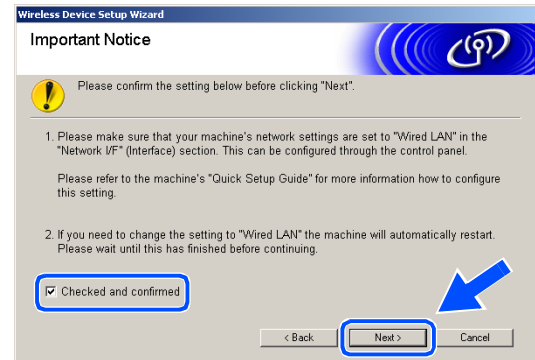 Wireless Device Setup Wizard
Important Notice
Please confirm the setting below before clicking "Next".
1. Please make sure that your machine's network settings are set to "Wired LAN" in the
"Network I/F" (Interface) section. This can be configured through the control panel.
Please refer to the machine's "Quick Setup Guide" for more information how to configure
this setting.
2. If you need to change the setting to "Wired LAN" the machine will automatically restart.
Please wait until this has finished before continuing.
Checked and confirmed
< Back Next > Cancel